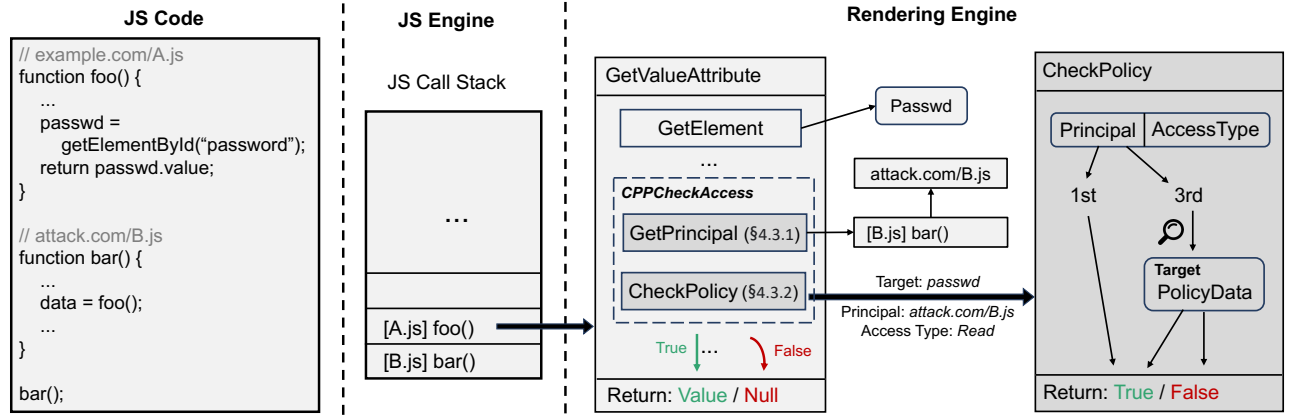 JS Code
// example.com/A.js
function foo() {
...
passwd =
getElementById(“password”);
return passwd.value;
}
// attack.com/B.js
function bar() {
...
data = foo();
...
}
bar();
JS Engine
JS Call Stack
...
[A.js] foo()
[B.js] bar()
Rendering Engine
GetValueAttribute
GetElement
Passwd
...
CPPCheckAccess
GetPrincipal (§4.3.1)
attack.com/B.js
[B.js] bar()
CheckPolicy (§4.3.2)
Target: passwd
Principal: attack.com/B.js
Access Type: Read
True ... False
Return: Value / Null
CheckPolicy
Principal AccessType
1st 3rd
Target
PolicyData
Return: True / False